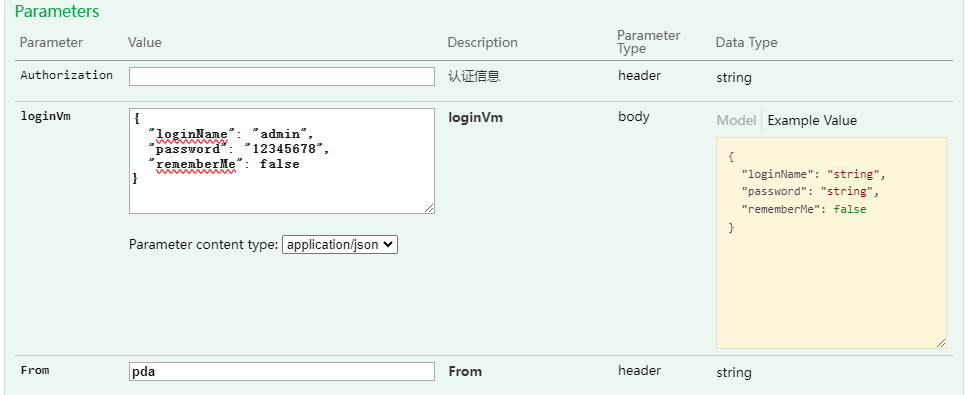 Parameters
Parameter Value Description Parameter Type Data Type
Authorization 认证信息 header string
loginVm loginVm body Model Example Value
{
"loginName": "admin",
"password": "12345678",
"rememberMe": false
}
Parameter content type: application/json
{
"loginName": "string",
"password": "string",
"rememberMe": false
}
From pda From header string